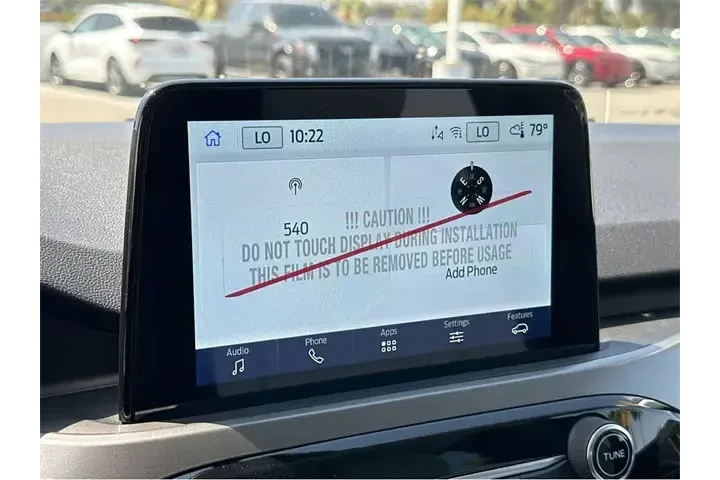 LO 10:22 LO 79°
540
!!! CAUTION !!!
DO NOT TOUCH DISPLAY DURING INSTALLATION
THIS FILM IS TO BE REMOVED BEFORE USAGE
Add Phone
Audio Phone Apps Settings Features
TUNE